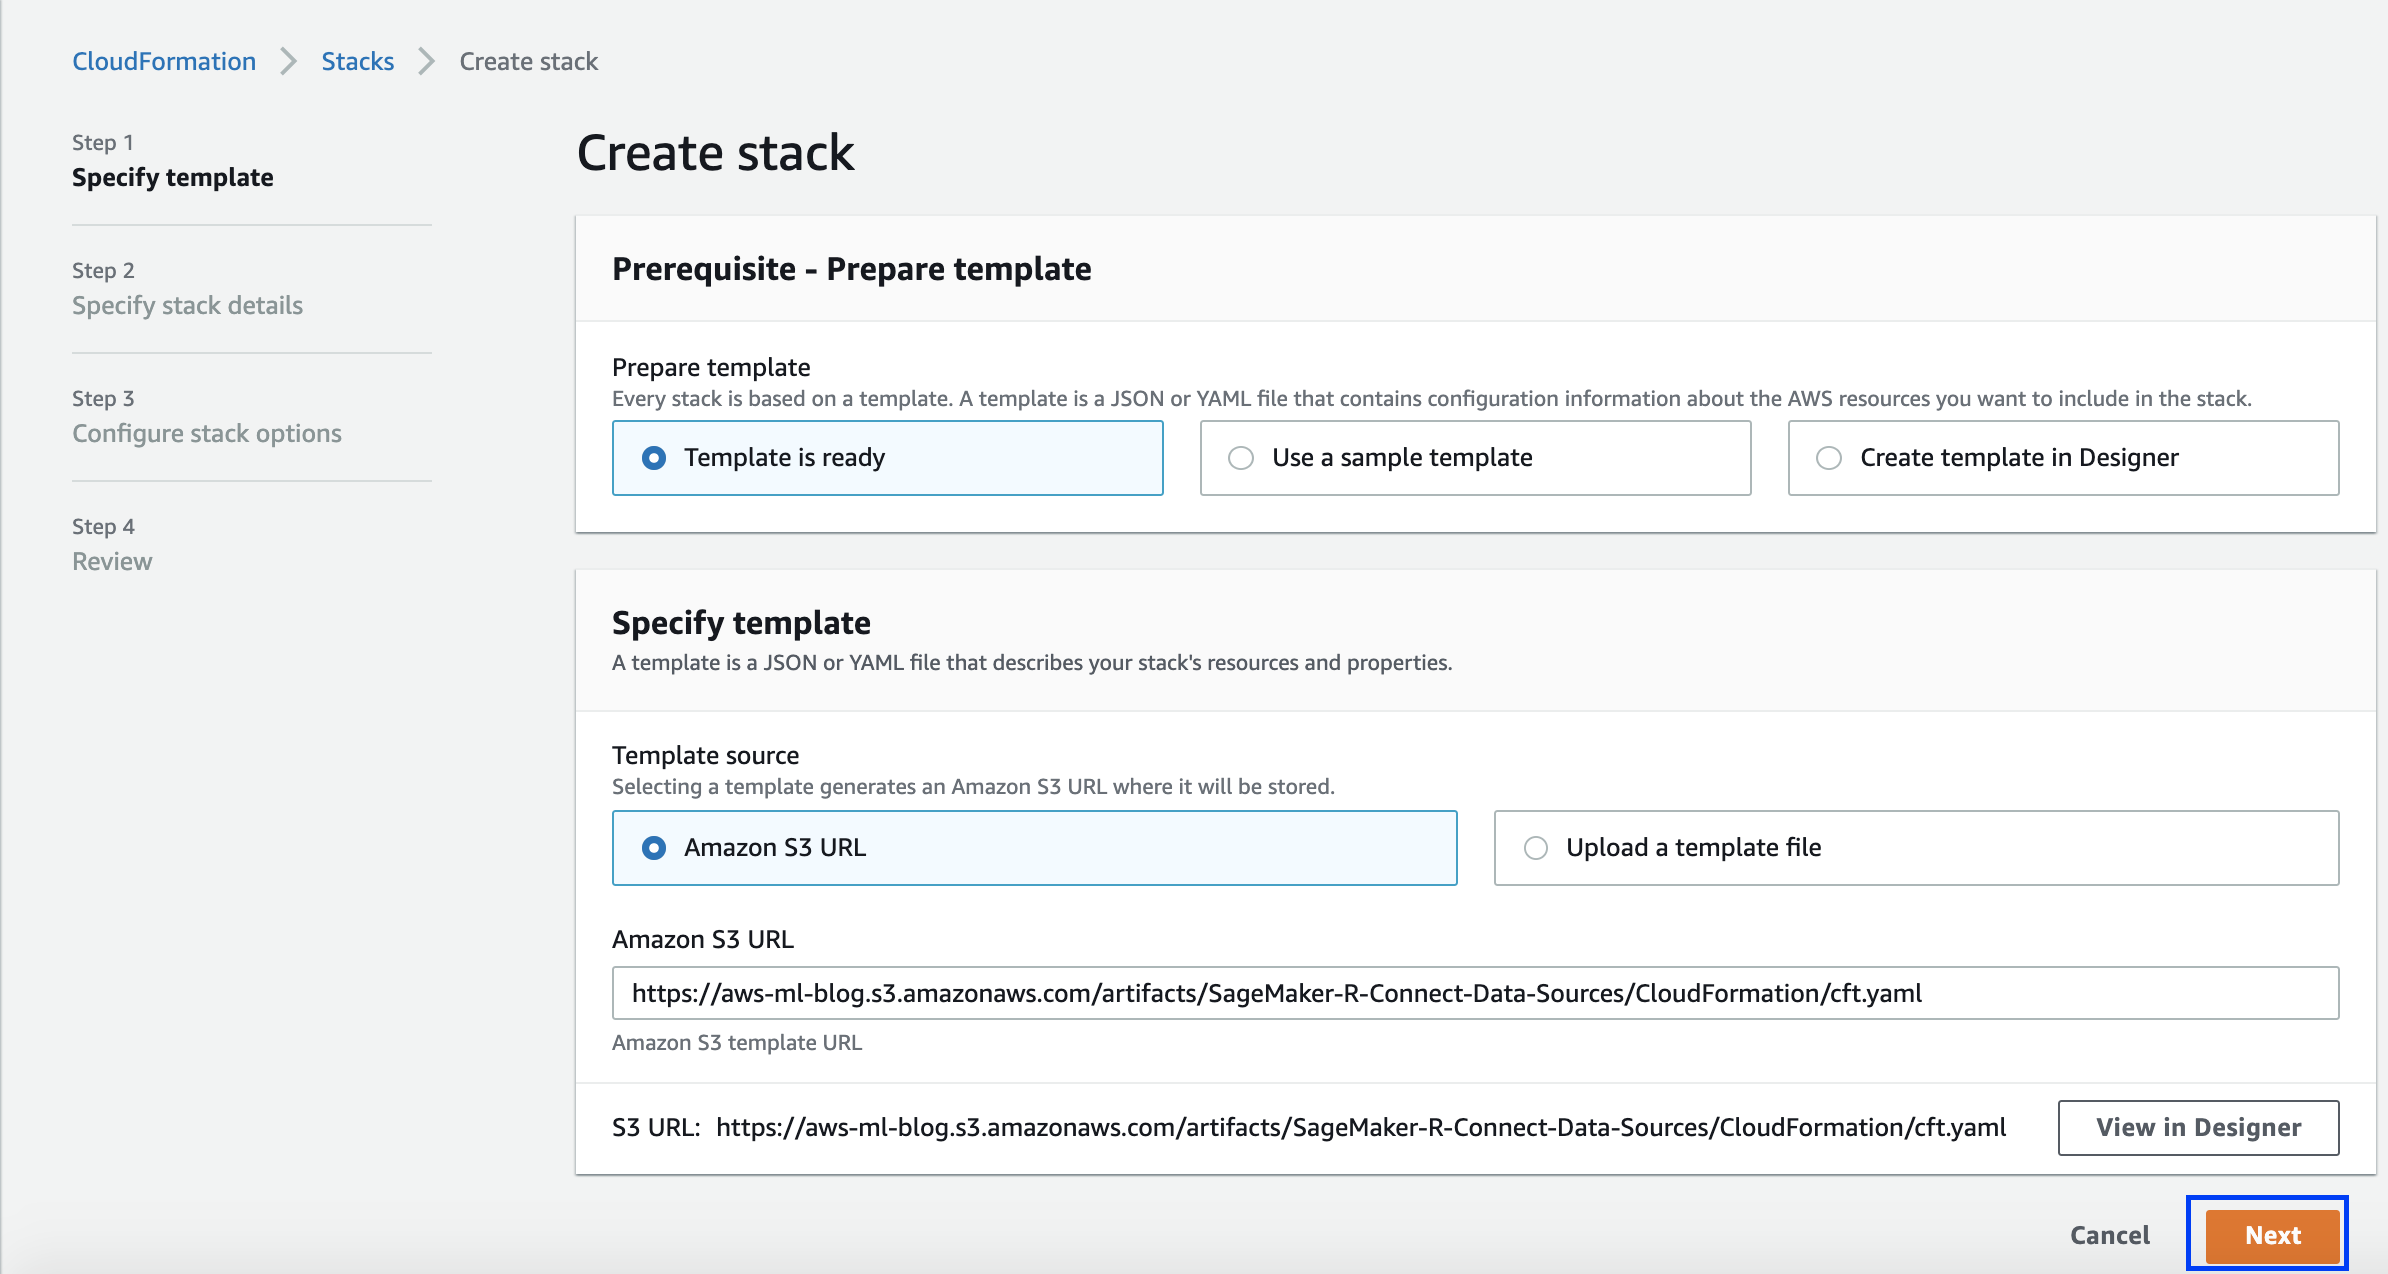 CloudFormation > Stacks > Create stack
Step 1
Specify template
Step 2
Specify stack details
Step 3
Configure stack options
Step 4
Review
Create stack
Prerequisite - Prepare template
Prepare template
Every stack is based on a template. A template is a JSON or YAML file that contains configuration information about the AWS resources you want to include in the stack.
Template is ready
Use a sample template
Create template in Designer
Specify template
A template is a JSON or YAML file that describes your stack's resources and properties.
Template source
Selecting a template generates an Amazon S3 URL where it will be stored.
Amazon S3 URL
Upload a template file
Amazon S3 URL
https://aws-ml-blog.s3.amazonaws.com/artifacts/SageMaker-R-Connect-Data-Sources/CloudFormation/cft.yaml
Amazon S3 template URL
S3 URL: https://aws-ml-blog.s3.amazonaws.com/artifacts/SageMaker-R-Connect-Data-Sources/CloudFormation/cft.yaml
View in Designer
Cancel
Next